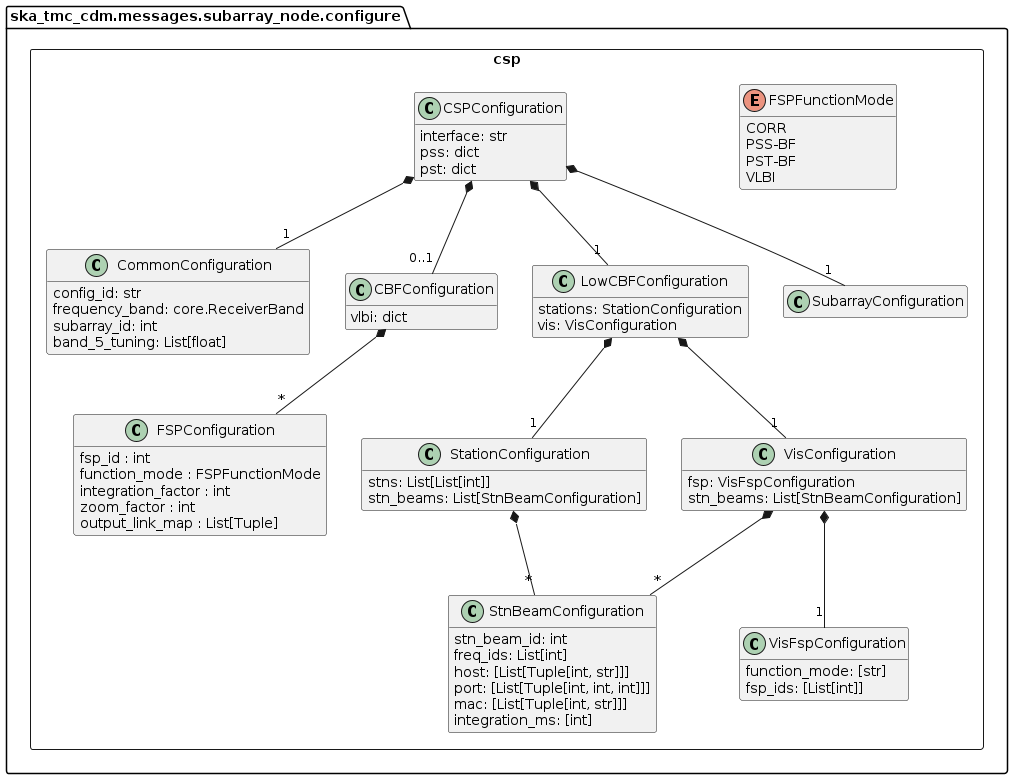 ska_tmc_cdm.messages.subarray_node.configure
csp
C CSPConfiguration
interface: str
pss: dict
pst: dict
E FSPFunctionMode
CORR
PSS-BF
PST-BF
VLBI
1
0..1
1
1
C CommonConfiguration
config_id: str
frequency_band: core.ReceiverBand
subarray_id: int
band_5_tuning: List[float]
C CBFConfiguration
vlbi: dict
C LowCBFConfiguration
stations: StationConfiguration
vis: VisConfiguration
C SubarrayConfiguration
*
1
1
C FSPConfiguration
fsp_id : int
function_mode : FSPFunctionMode
integration_factor : int
zoom_factor : int
output_link_map : List[Tuple]
C StationConfiguration
stns: List[List[int]]
stn_beams: List[StnBeamConfiguration]
C VisConfiguration
fsp: VisFspConfiguration
stn_beams: List[StnBeamConfiguration]
*
*
1
C StnBeamConfiguration
stn_beam_id: int
freq_ids: List[int]
host: [List[Tuple[int, str]]]
port: [List[Tuple[int, int, int]]]
mac: [List[Tuple[int, str]]]
integration_ms: [int]
C VisFspConfiguration
function_mode: [str]
fsp_ids: [List[int]]